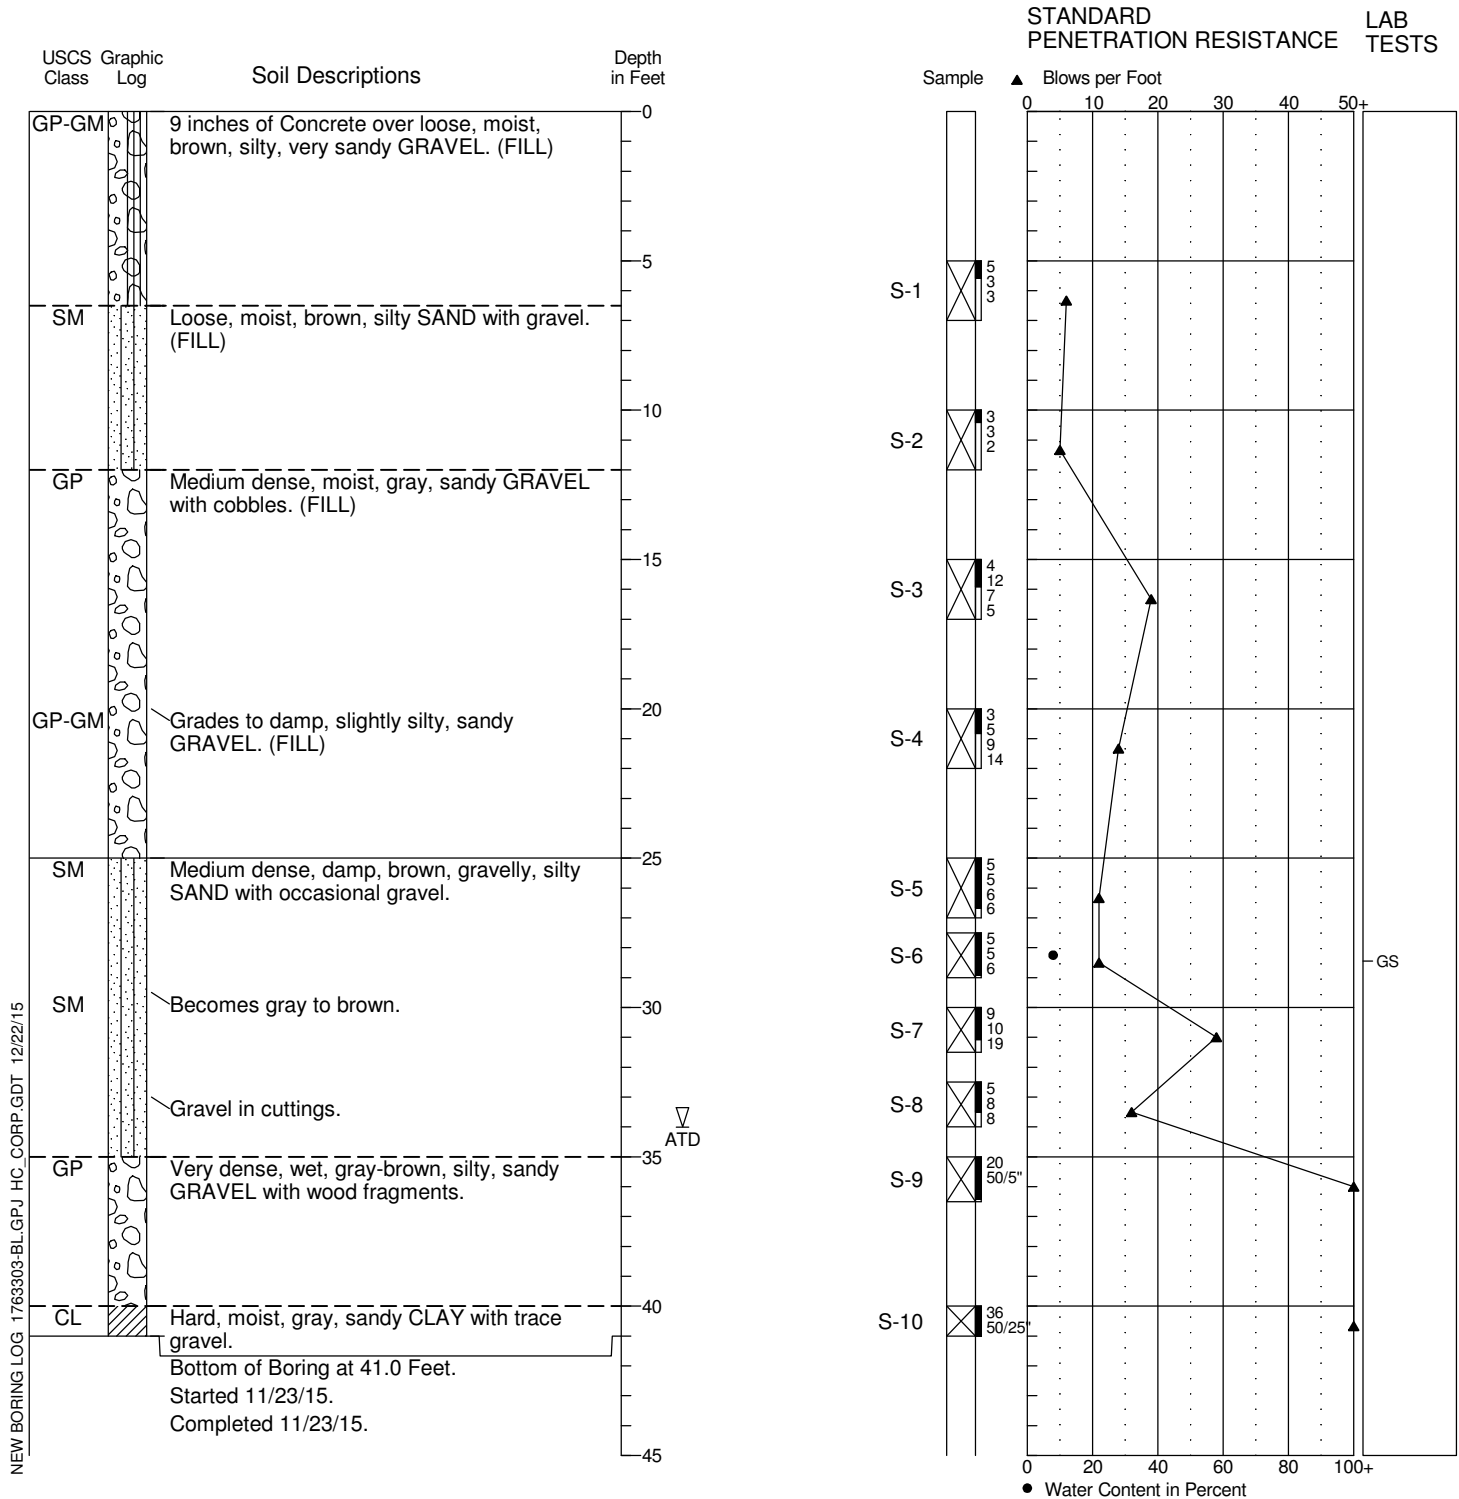 STANDARD
PENETRATION RESISTANCE
LAB
TESTS
USCS Class
Graphic Log
Soil Descriptions
Depth in Feet
Sample
▲ Blows per Foot
0 10 20 30 40 50+
0
GP-GM
9 inches of Concrete over loose, moist,
brown, silty, very sandy GRAVEL. (FILL)
5
S-1
5
3
3
SM
Loose, moist, brown, silty SAND with gravel.
(FILL)
10
S-2
3
3
2
GP
Medium dense, moist, gray, sandy GRAVEL
with cobbles. (FILL)
15
S-3
4
12
7
5
20
GP-GM
Grades to damp, slightly silty, sandy
GRAVEL. (FILL)
S-4
3
5
9
14
25
SM
Medium dense, damp, brown, gravelly, silty
SAND with occasional gravel.
S-5
5
5
6
6
S-6
5
5
6
GS
30
SM
Becomes gray to brown.
S-7
9
10
19
Gravel in cuttings.
S-8
5
8
8
ATD
35
GP
Very dense, wet, gray-brown, silty, sandy
GRAVEL with wood fragments.
S-9
20
50/5"
40
CL
Hard, moist, gray, sandy CLAY with trace
gravel.
S-10
36
50/25"
Bottom of Boring at 41.0 Feet.
Started 11/23/15.
Completed 11/23/15.
45
0 20 40 60 80 100+
● Water Content in Percent
NEW BORING LOG 1763303-BL.GPJ HC_CORP.GDT 12/22/15